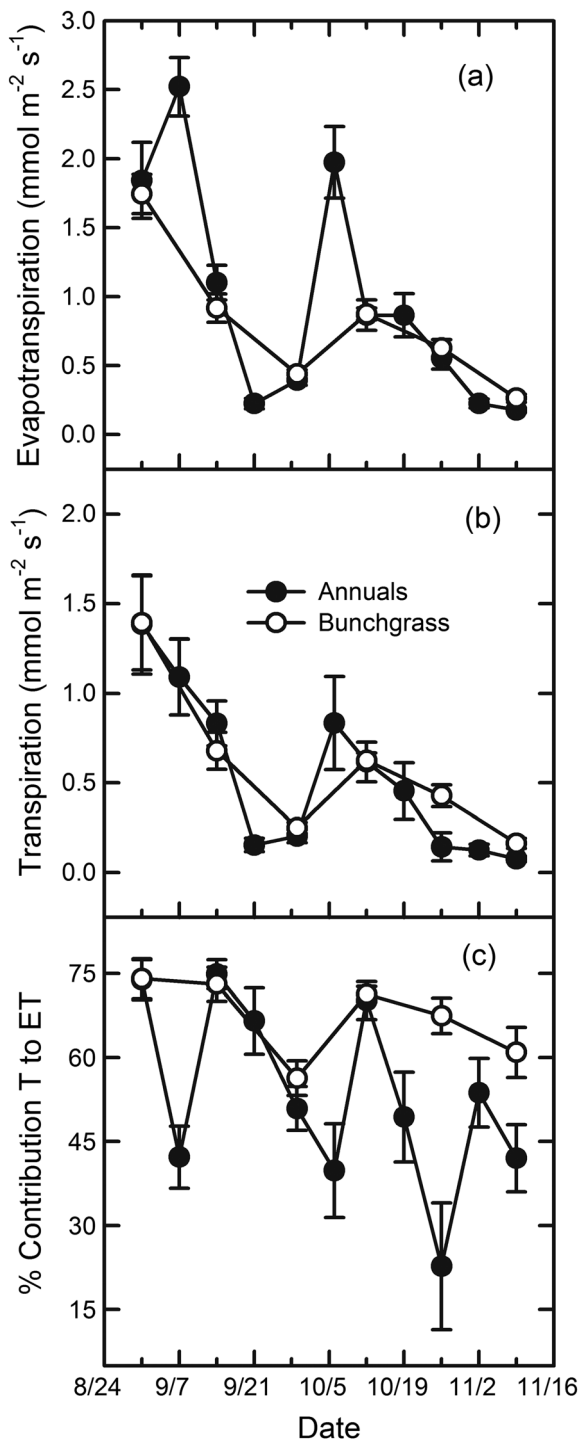 (a)
Evapotranspiration (mmol m⁻² s⁻¹)
3.0
2.5
2.0
1.5
1.0
0.5
0.0
(b)
Transpiration (mmol m⁻² s⁻¹)
2.0
1.5
1.0
0.5
0.0
Annuals
Bunchgrass
(c)
% Contribution T to ET
75
60
45
30
15
8/24 9/7 9/21 10/5 10/19 11/2 11/16
Date